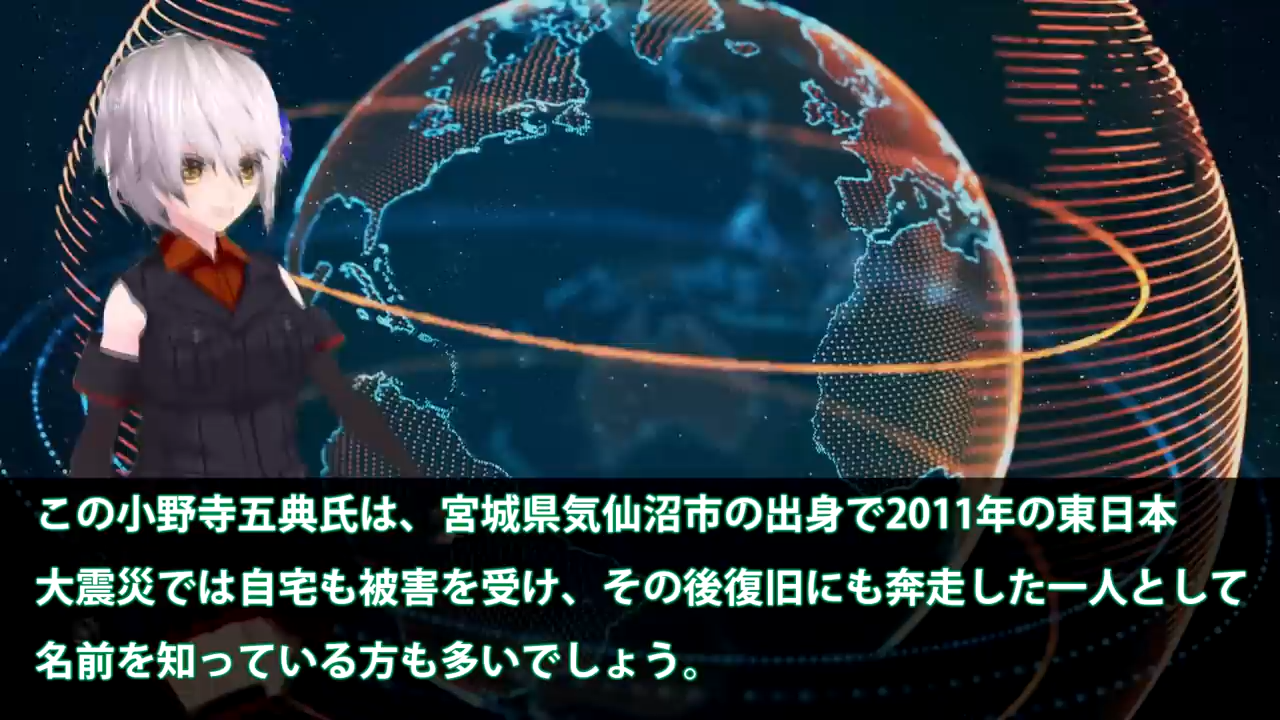 この小野寺五典氏は、宮城県気仙沼市の出身で2011年の東日本
大震災では自宅も被害を受け、その後復旧にも奔走した一人として
名前を知っている方も多いでしょう。